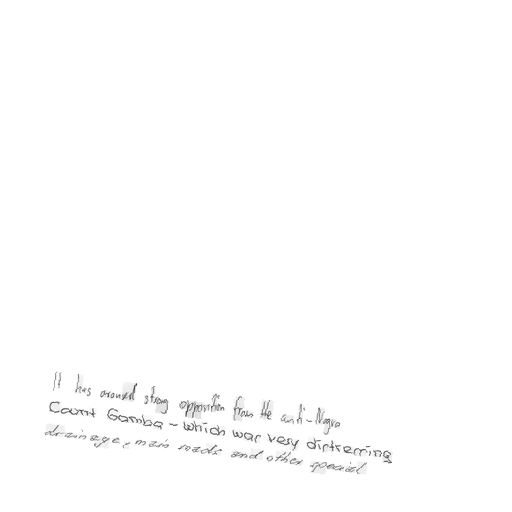 It has aroused strong opposition from the anti-Negro
Count Gamba - which was very distressing
drainage, main roads and other special